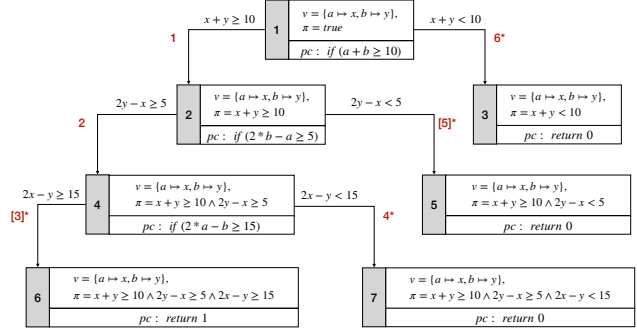 x + y ≥ 10
1
1
v = {a ↦ x, b ↦ y},
π = true
pc : if (a + b ≥ 10)
x + y < 10
6*
2y − x ≥ 5
2
2
v = {a ↦ x, b ↦ y},
π = x + y ≥ 10
pc : if (2 * b − a ≥ 5)
2y − x < 5
[5]*
3
v = {a ↦ x, b ↦ y},
π = x + y < 10
pc : return 0
2x − y ≥ 15
[3]*
4
v = {a ↦ x, b ↦ y},
π = x + y ≥ 10 ∧ 2y − x ≥ 5
pc : if (2 * a − b ≥ 15)
2x − y < 15
4*
5
v = {a ↦ x, b ↦ y},
π = x + y ≥ 10 ∧ 2y − x < 5
pc : return 0
6
v = {a ↦ x, b ↦ y},
π = x + y ≥ 10 ∧ 2y − x ≥ 5 ∧ 2x − y ≥ 15
pc : return 1
7
v = {a ↦ x, b ↦ y},
π = x + y ≥ 10 ∧ 2y − x ≥ 5 ∧ 2x − y < 15
pc : return 0